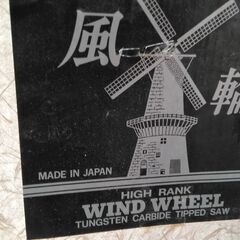 風
輪
MADE IN JAPAN
HIGH RANK
WIND WHEEL
TUNGSTEN CARBIDE TIPPED SAW